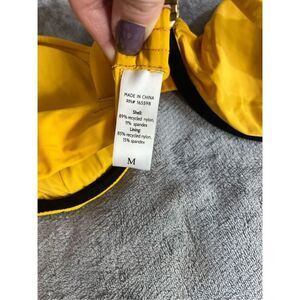 MADE IN CHINA
RN# 165598
Shell:
89% recycled nylon,
11% spandex
Lining:
85% recycled nylon,
15% spandex
M